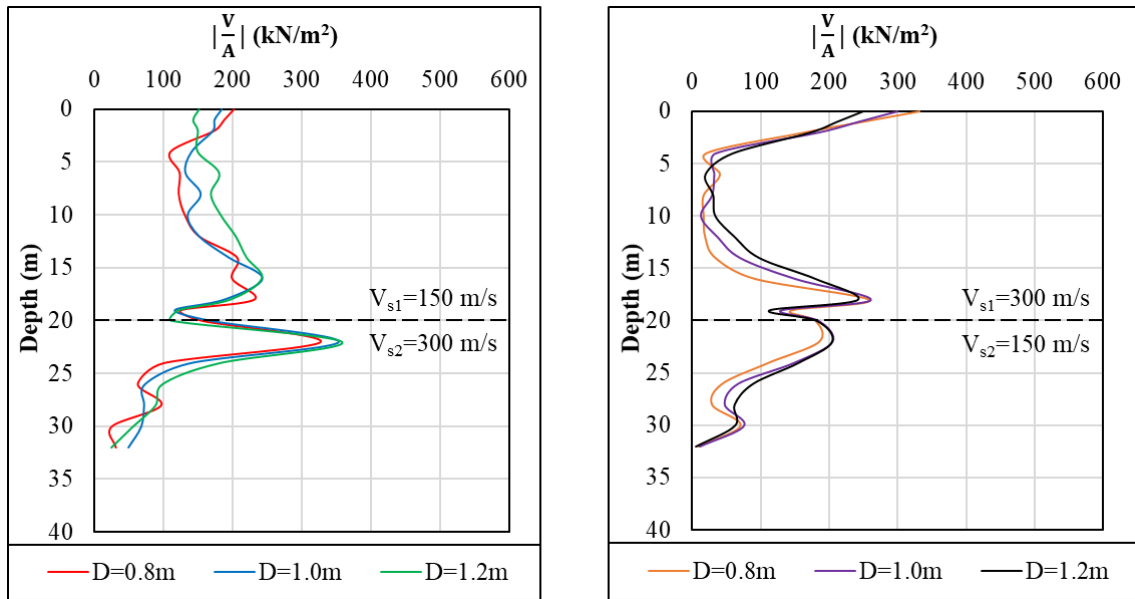 |V/A| (kN/m²)
0 100 200 300 400 500 600
0
5
10
15
20
25
30
35
40
Depth (m)
Vs1=150 m/s
Vs2=300 m/s
D=0.8m D=1.0m D=1.2m
|V/A| (kN/m²)
0 100 200 300 400 500 600
0
5
10
15
20
25
30
35
40
Depth (m)
Vs1=300 m/s
Vs2=150 m/s
D=0.8m D=1.0m D=1.2m